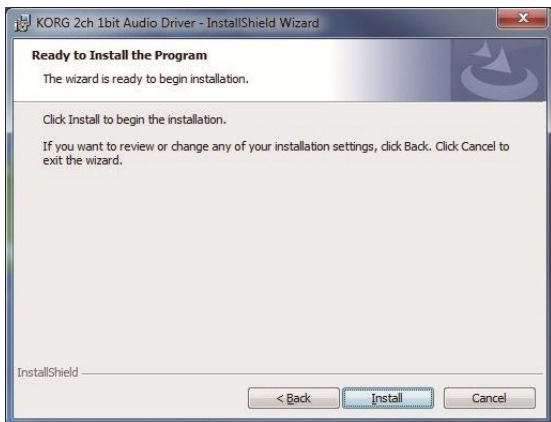 KORG 2ch 1bit Audio Driver - InstallShield Wizard
Ready to Install the Program
The wizard is ready to begin installation.
Click Install to begin the installation.
If you want to review or change any of your installation settings, click Back. Click Cancel to
exit the wizard.
InstallShield
< Back
Install
Cancel